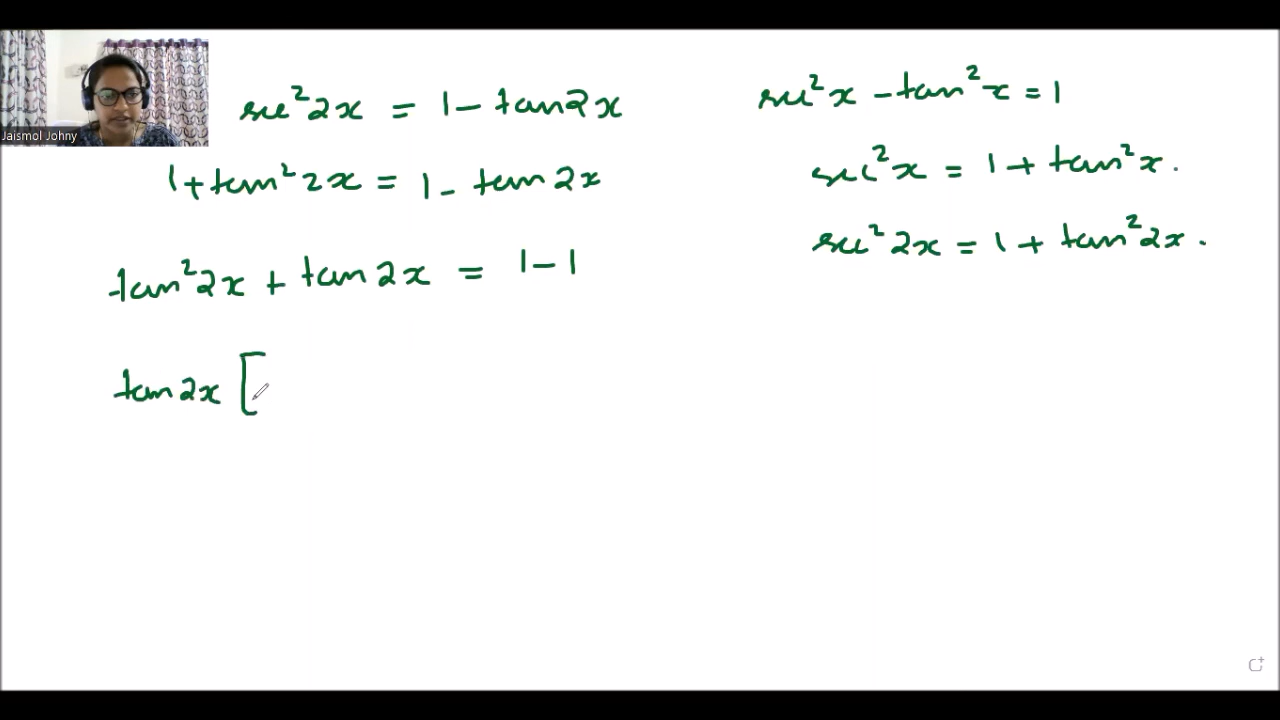 Jaismol Johny
sec²2x = 1 - tan2x
1 + tan²2x = 1 - tan2x
tan²2x + tan2x = 1 - 1
tan2x [
sec²x - tan²x = 1
sec²x = 1 + tan²x.
sec²2x = 1 + tan²2x.